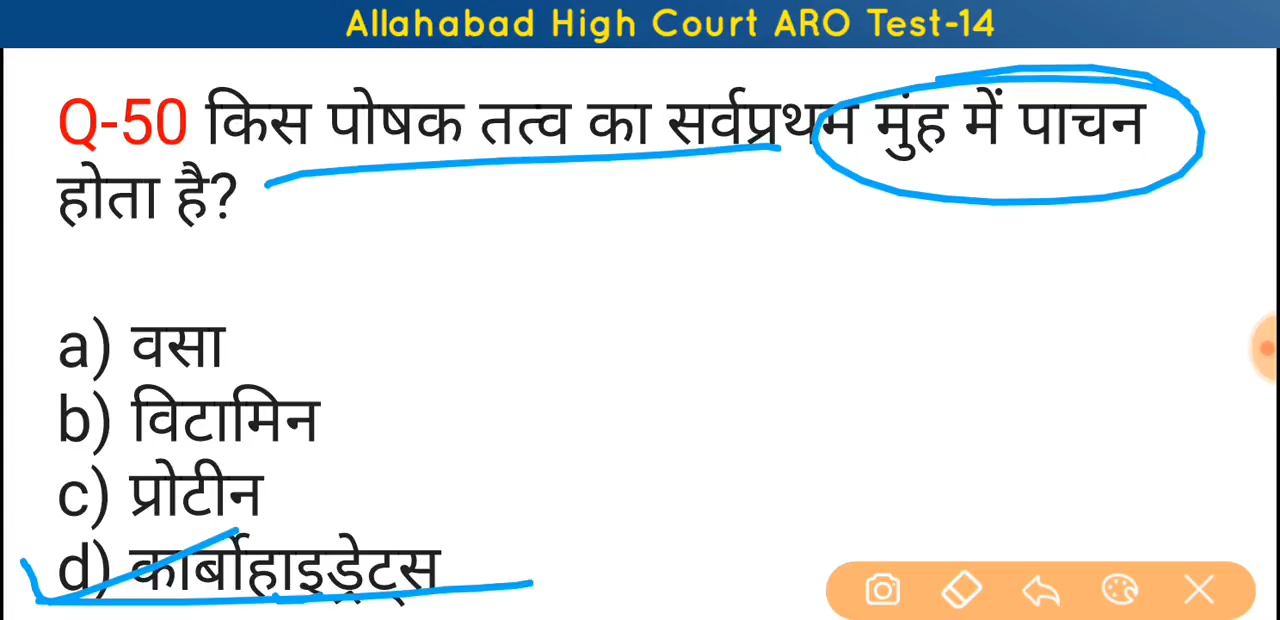 Allahabad High Court ARO Test-14
Q-50 किस पोषक तत्व का सर्वप्रथम मुंह में पाचन
होता है?
a) वसा
b) विटामिन
c) प्रोटीन
d) कार्बोहाइड्रेट्स